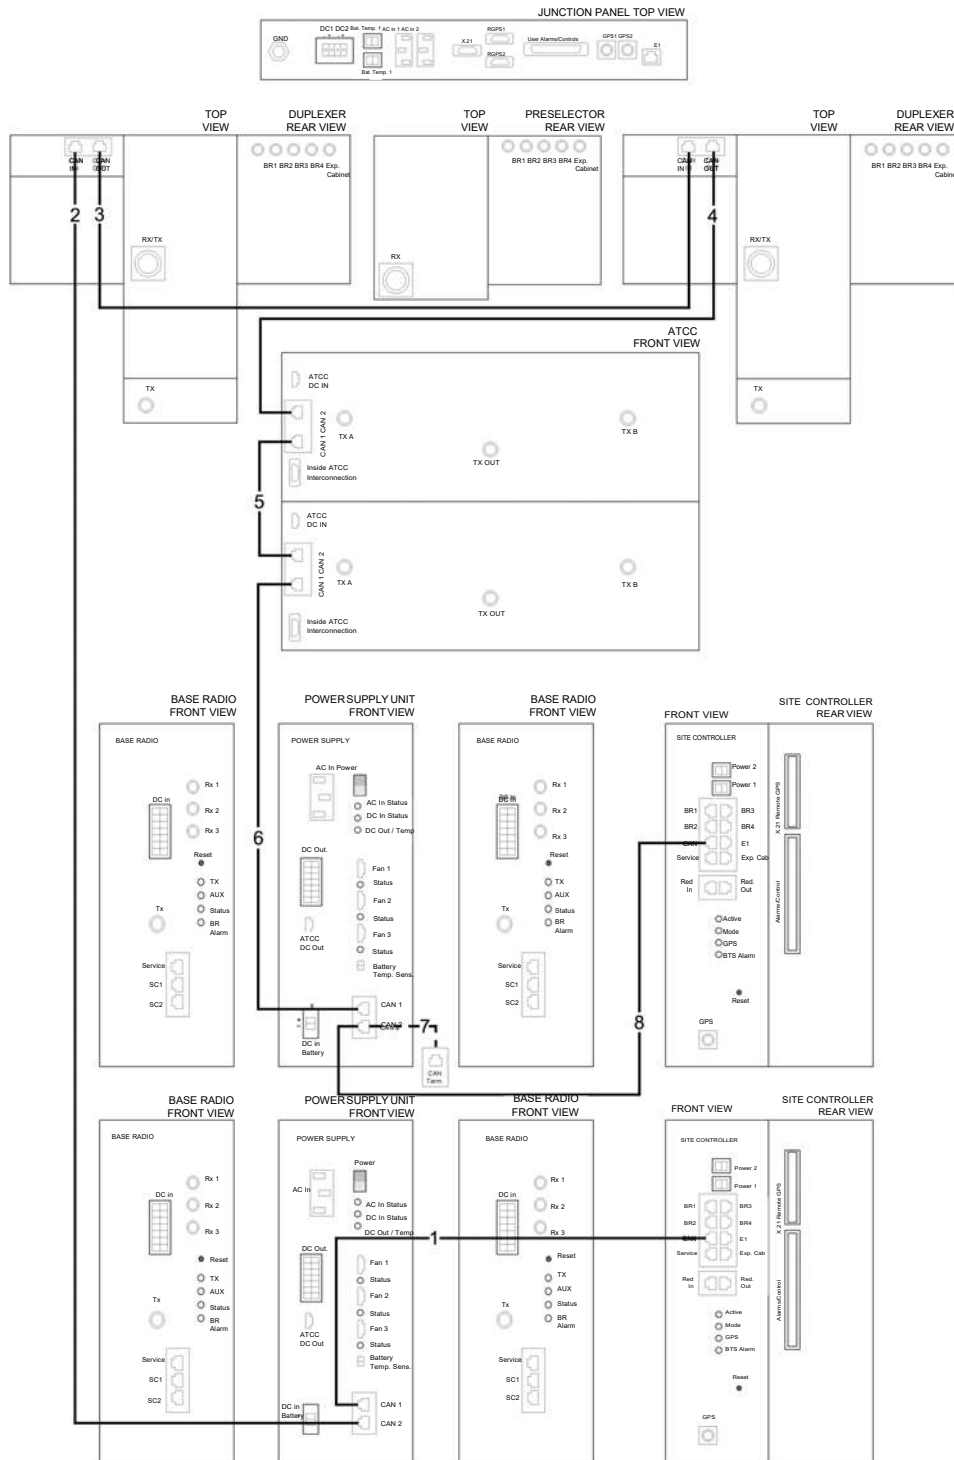 JUNCTION PANEL TOP VIEW
GND
DC1 DC2
Bat. Temp. 1
AC in 1 AC in 2
Bat. Temp. 1
X.21
RGPS1
RGPS2
User Alarms/Controls
GPS1 GPS2
E1
TOP
VIEW
DUPLEXER
REAR VIEW
TOP
VIEW
PRESELECTOR
REAR VIEW
TOP
VIEW
DUPLEXER
REAR VIEW
CAN
IN
CAN
OUT
BR1 BR2 BR3 BR4 Exp.
Cabinet
BR1 BR2 BR3 BR4 Exp.
Cabinet
CAN
IN
CAN
OUT
BR1 BR2 BR3 BR4 Exp.
Cabinet
2
3
4
RX/TX
RX
RX/TX
TX
TX
ATCC
FRONT VIEW
ATCC
DC IN
CAN 1 CAN 2
TX A
TX OUT
TX B
Inside ATCC
Interconnection
5
ATCC
DC IN
CAN 1 CAN 2
TX A
TX OUT
TX B
Inside ATCC
Interconnection
6
BASE RADIO
FRONT VIEW
BASE RADIO
Rx 1
DC in
Rx 2
Rx 3
Reset
TX
AUX
Status
BR
Alarm
Tx
Service
SC1
SC2
POWER SUPPLY UNIT
FRONT VIEW
POWER SUPPLY
AC In Power
AC In Status
DC In Status
DC Out / Temp
DC Out.
Fan 1
Status
Fan 2
Status
Fan 3
Status
ATCC
DC Out
Battery
Temp. Sens.
CAN 1
CAN 2
DC in
Battery
7
CAN
Term.
BASE RADIO
FRONT VIEW
BASE RADIO
Rx 1
DC in
Rx 2
Rx 3
Reset
TX
AUX
Status
BR
Alarm
Tx
Service
SC1
SC2
8
FRONT VIEW
SITE CONTROLLER
REAR VIEW
SITE CONTROLLER
Power 2
Power 1
BR1
BR3
BR2
BR4
CAN
E1
Service
Exp. Cab
Red
In
Red.
Out
Active
Mode
GPS
BTS Alarm
Reset
GPS
X.21 Remote GPS
Alarms/Control
BASE RADIO
FRONT VIEW
BASE RADIO
Rx 1
DC in
Rx 2
Rx 3
Reset
TX
AUX
Status
BR
Alarm
Tx
Service
SC1
SC2
POWER SUPPLY UNIT
FRONT VIEW
POWER SUPPLY
Power
AC In
AC In Status
DC In Status
DC Out / Temp
DC Out.
Fan 1
Status
Fan 2
Status
Fan 3
Status
ATCC
DC Out
Battery
Temp. Sens.
DC in
Battery
CAN 1
CAN 2
1
BASE RADIO
FRONT VIEW
BASE RADIO
Rx 1
DC in
Rx 2
Rx 3
Reset
TX
AUX
Status
BR
Alarm
Tx
Service
SC1
SC2
FRONT VIEW
SITE CONTROLLER
REAR VIEW
SITE CONTROLLER
Power 2
Power 1
BR1
BR3
BR2
BR4
CAN
E1
Service
Exp. Cab
Red
In
Red.
Out
Active
Mode
GPS
BTS Alarm
Reset
GPS
X.21 Remote GPS
Alarms/Control